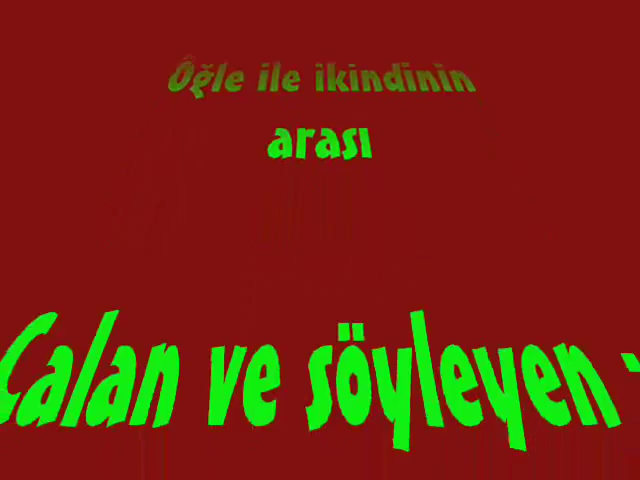 Öğle ile ikindinin
arası
Calan ve söyleyen -